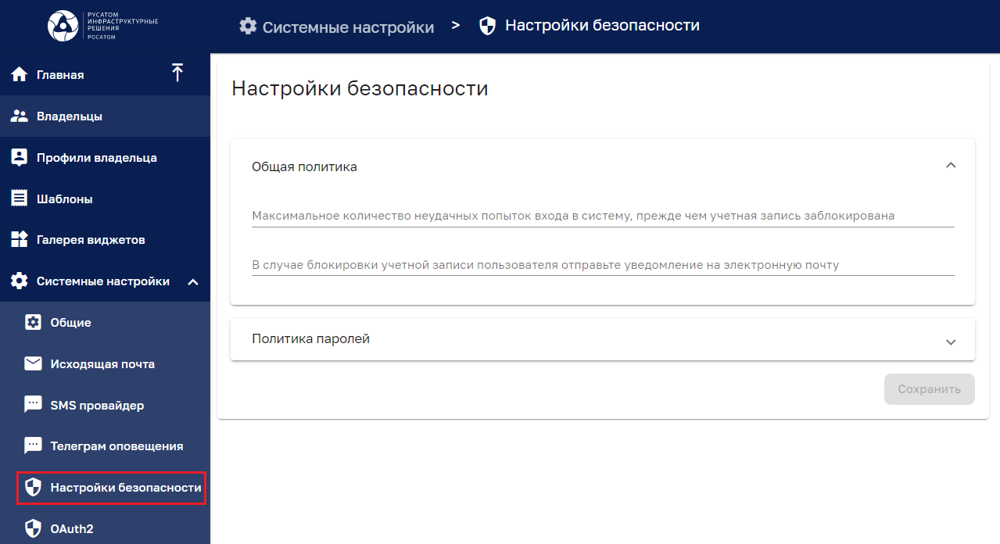 РУСАТОМ
ИНФРАСТРУКТУРНЫЕ
РЕШЕНИЯ
РОСАТОМ
Системные настройки > Настройки безопасности
Главная
Владельцы
Профили владельца
Шаблоны
Галерея виджетов
Системные настройки
Общие
Исходящая почта
SMS провайдер
Телеграм оповещения
Настройки безопасности
OAuth2
Настройки безопасности
Общая политика
Максимальное количество неудачных попыток входа в систему, прежде чем учетная запись заблокирована
В случае блокировки учетной записи пользователя отправьте уведомление на электронную почту
Политика паролей
Сохранить